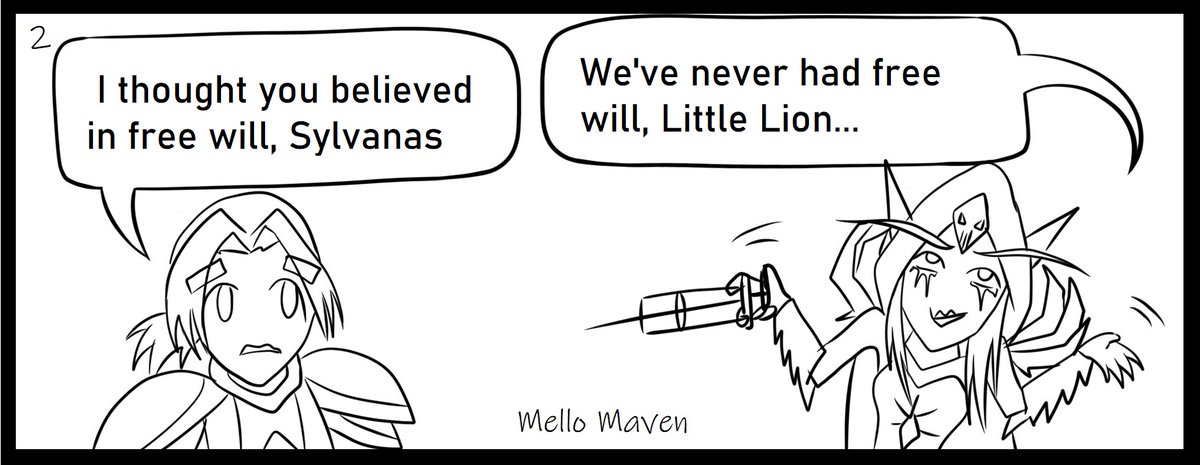 2
I thought you believed
in free will, Sylvanas
We've never had free
will, Little Lion...
Mello Maven